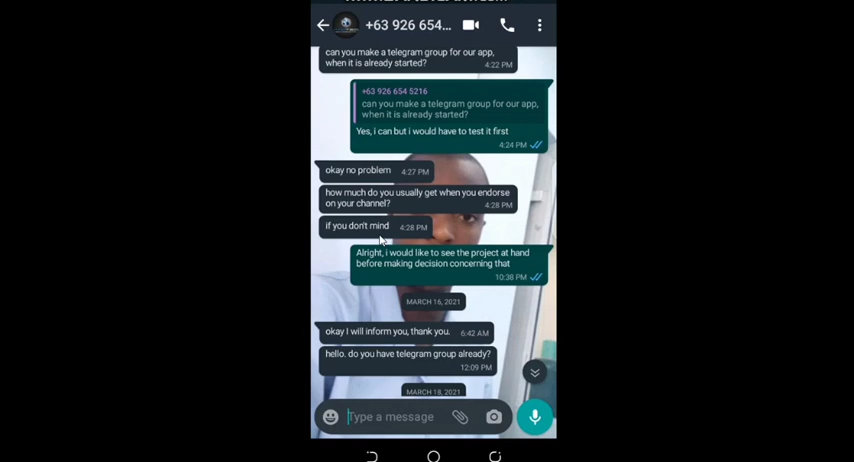 +63 926 654...
can you make a telegram group for our app,
when it is already started?
4:22 PM
+63 926 654 5216
can you make a telegram group for our app,
when it is already started?
Yes, i can but i would have to test it first
4:24 PM
okay no problem 4:27 PM
how much do you usually get when you endorse
on your channel?
4:28 PM
if you don't mind 4:28 PM
Alright, i would like to see the project at hand
before making decision concerning that
10:38 PM
MARCH 16, 2021
okay I will inform you, thank you. 6:42 AM
hello. do you have telegram group already?
12:09 PM
MARCH 18, 2021
Type a message